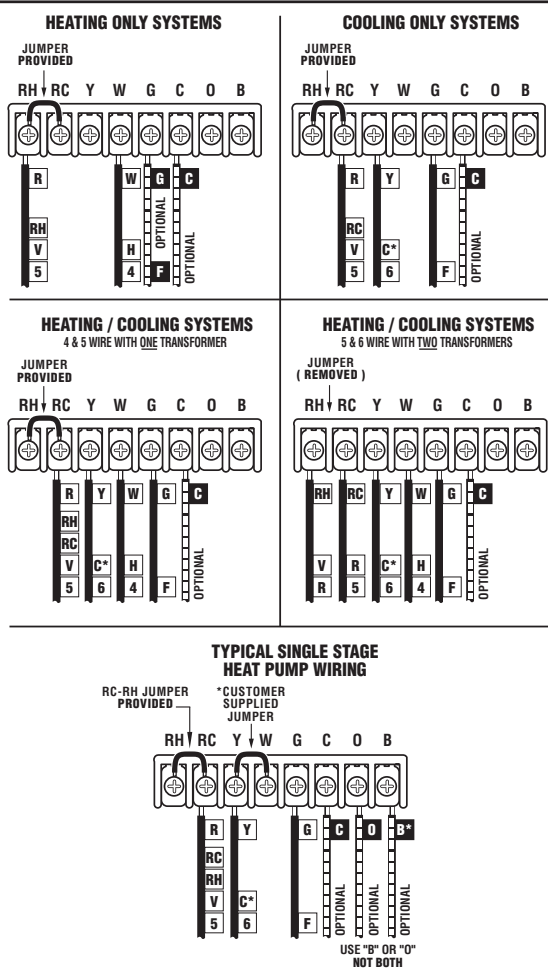 HEATING ONLY SYSTEMS
JUMPER
PROVIDED
RH RC Y W G C O B
R W G C
RH
V H
5 4 F
OPTIONAL
OPTIONAL
COOLING ONLY SYSTEMS
JUMPER
PROVIDED
RH RC Y W G C O B
R Y G C
RC
V C*
5 6 F
OPTIONAL
HEATING / COOLING SYSTEMS
4 & 5 WIRE WITH ONE TRANSFORMER
JUMPER
PROVIDED
RH RC Y W G C O B
R Y W G C
RH
RC
V C* H
5 6 4 F
OPTIONAL
HEATING / COOLING SYSTEMS
5 & 6 WIRE WITH TWO TRANSFORMERS
JUMPER
( REMOVED )
RH RC Y W G C O B
RH RC Y W G C
V R C* H
R 5 6 4 F
OPTIONAL
TYPICAL SINGLE STAGE
HEAT PUMP WIRING
RC-RH JUMPER
PROVIDED
*CUSTOMER
SUPPLIED
JUMPER
RH RC Y W G C O B
R Y G C O B*
RC
RH
V C*
5 6 F
OPTIONAL
OPTIONAL
OPTIONAL
USE "B" OR "O"
NOT BOTH